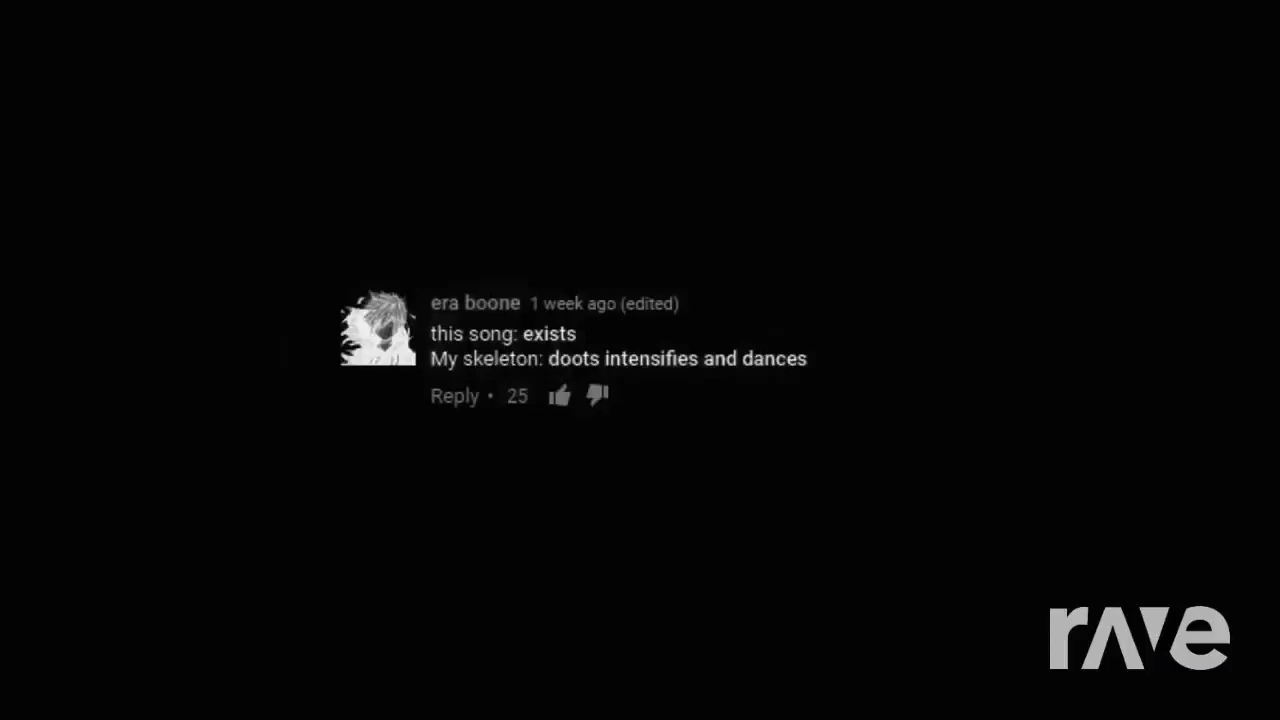 era boone 1 week ago (edited)
this song: exists
My skeleton: doots intensifies and dances
Reply • 25
rave